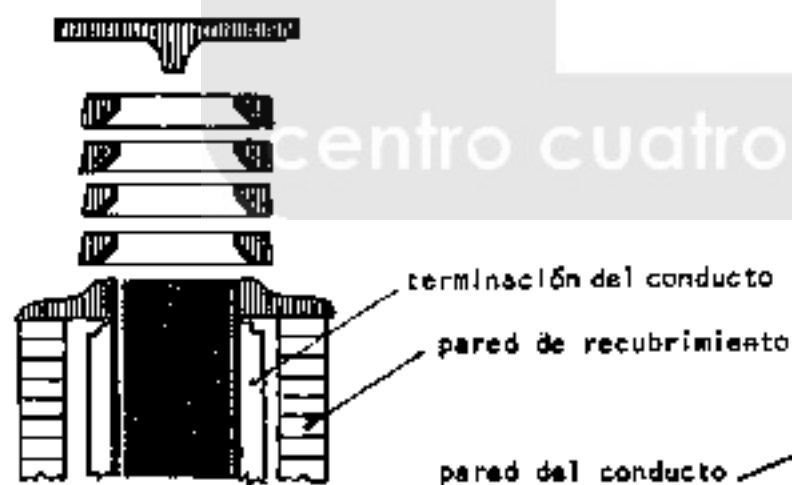 centro cuatro
terminación del conducto
pared de recubrimiento
pared del conducto